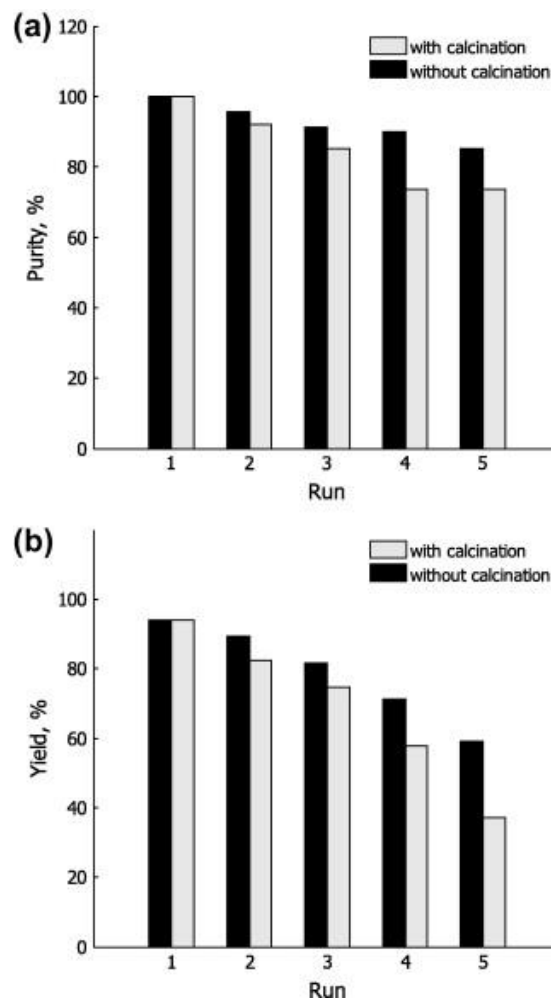 (a)
120
100
80
60
40
20
0
Purity, %
with calcination
without calcination
1 2 3 4 5
Run
(b)
100
80
60
40
20
0
Yield, %
with calcination
without calcination
1 2 3 4 5
Run